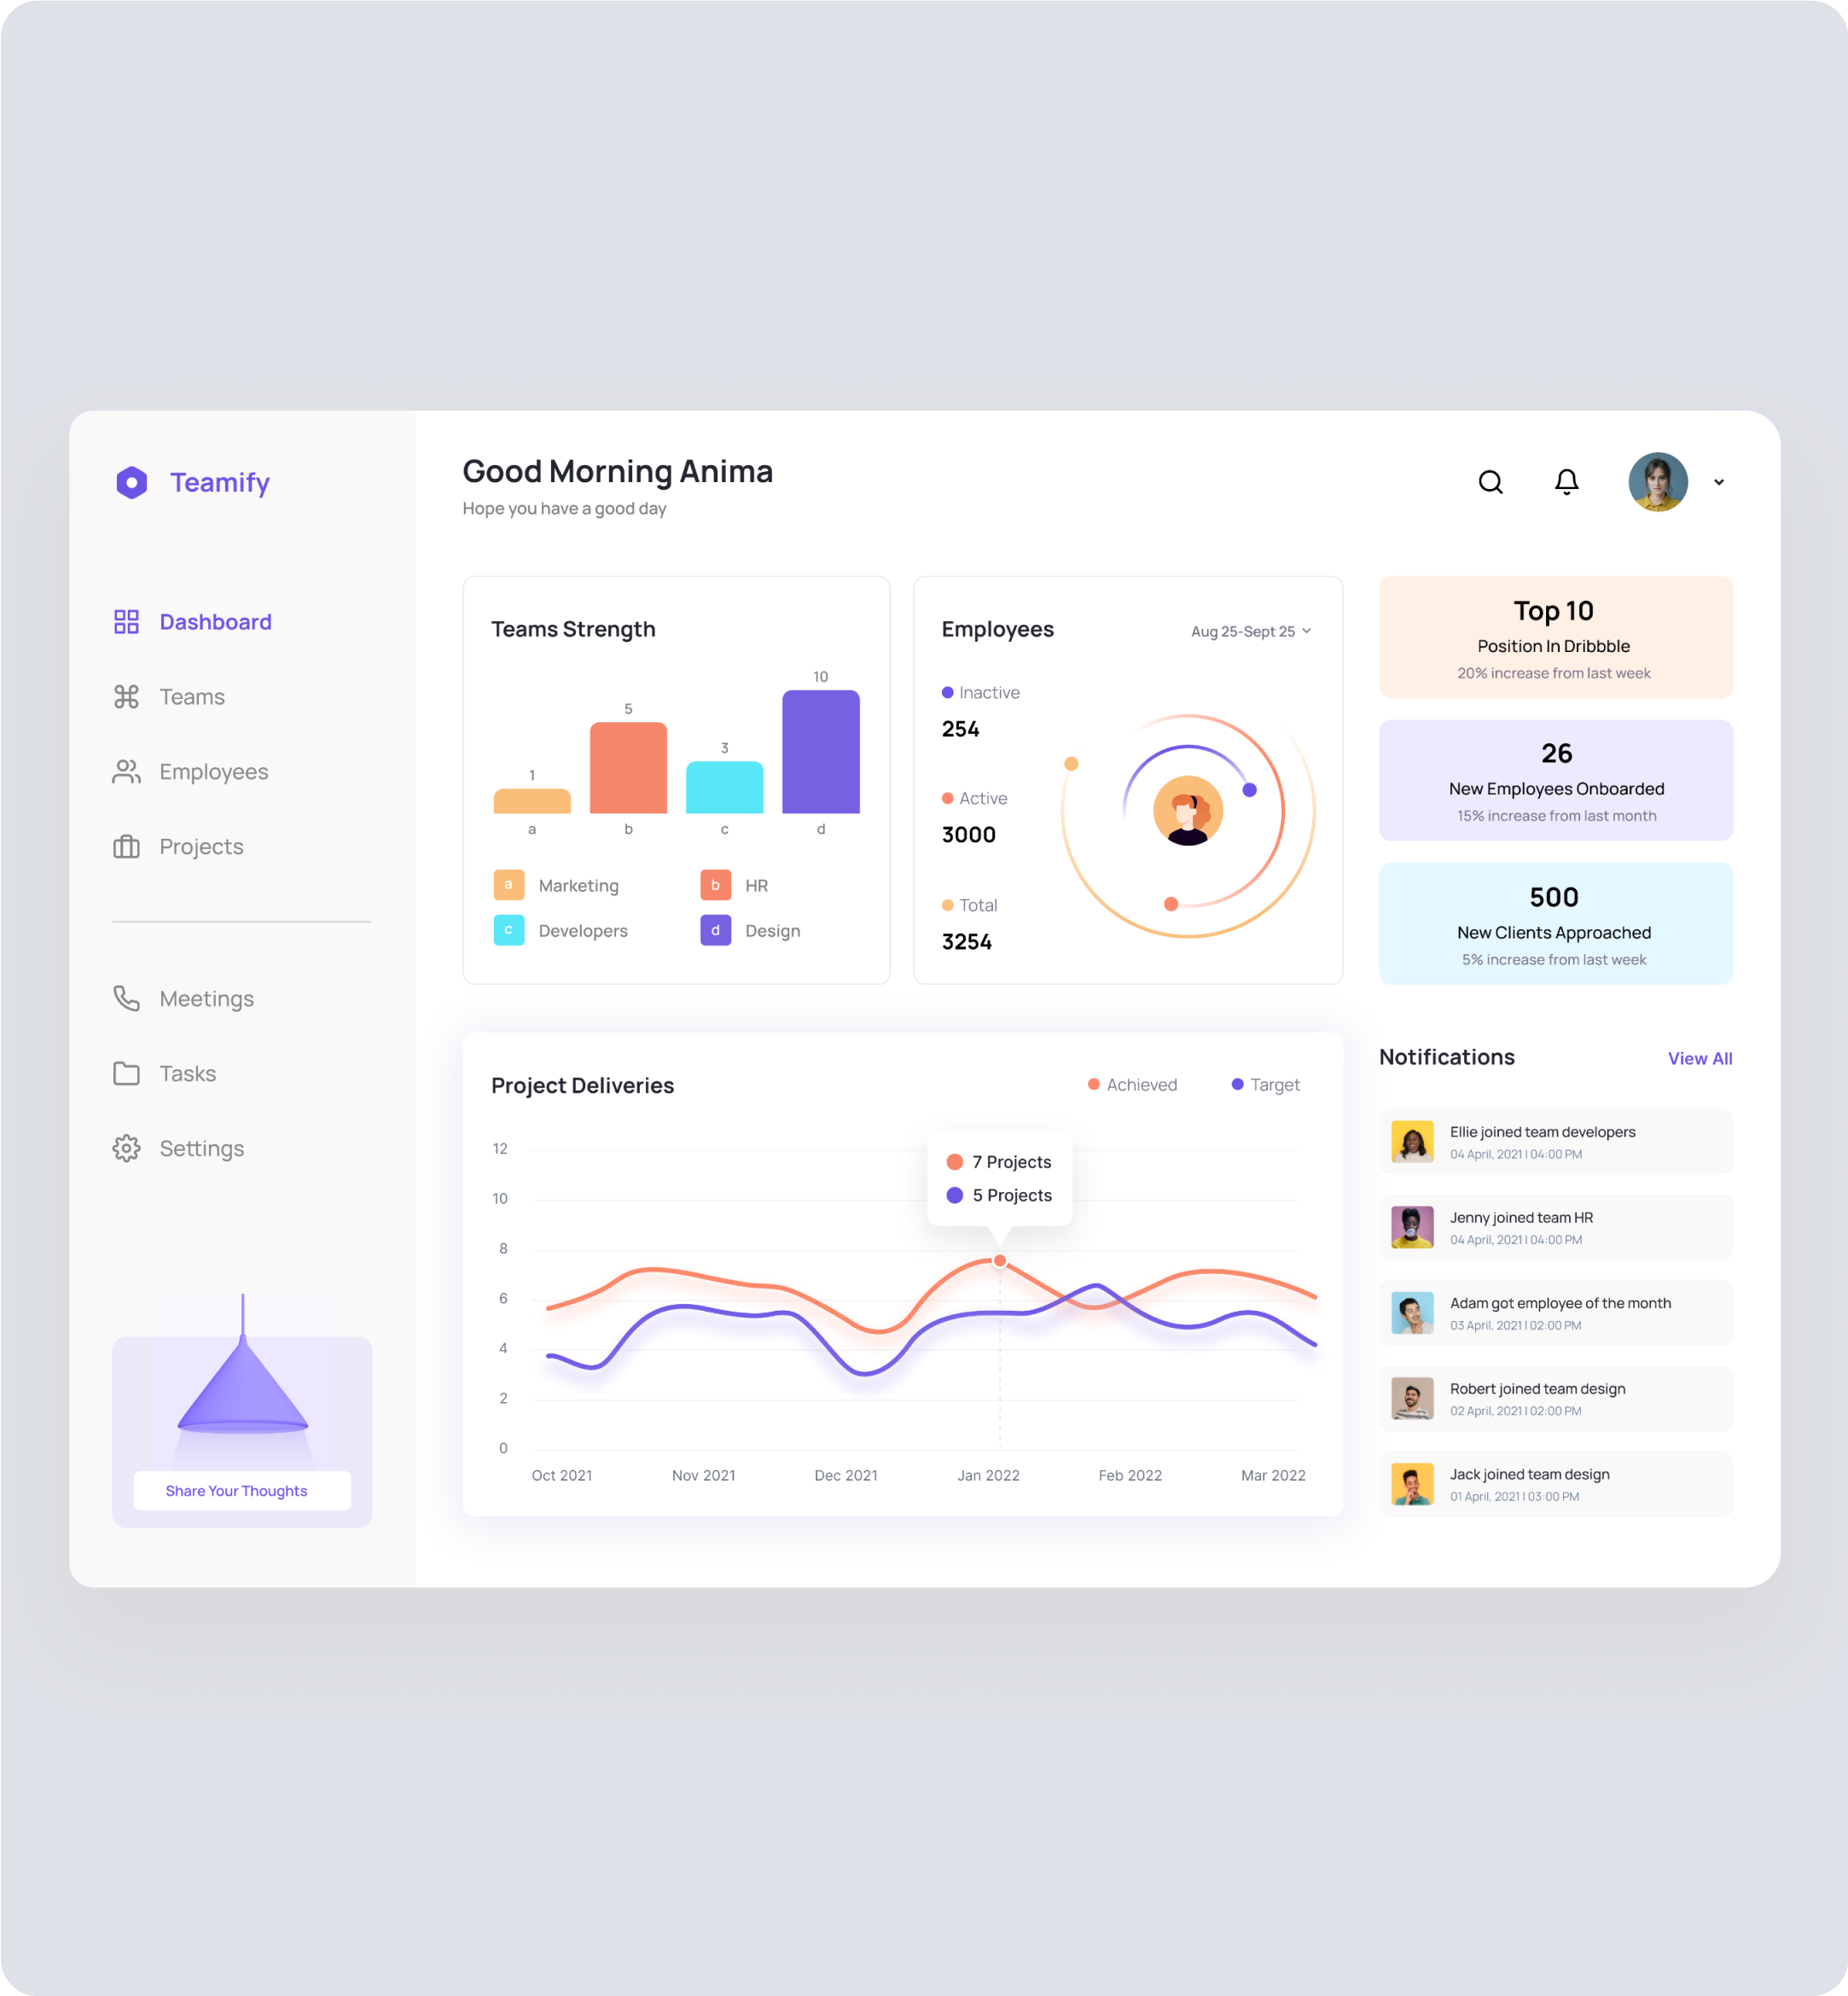 Teamify
Dashboard
Teams
Employees
Projects
Meetings
Tasks
Settings
Share Your Thoughts
Good Morning Anima
Hope you have a good day
Teams Strength
1
5
3
10
a
b
c
d
a Marketing
b HR
c Developers
d Design
Employees
Aug 25-Sept 25
Inactive
254
Active
3000
Total
3254
Top 10
Position In Dribbble
20% increase from last week
26
New Employees Onboarded
15% increase from last month
500
New Clients Approached
5% increase from last week
Project Deliveries
Achieved
Target
12
10
8
6
4
2
0
7 Projects
5 Projects
Oct 2021
Nov 2021
Dec 2021
Jan 2022
Feb 2022
Mar 2022
Notifications
View All
Ellie joined team developers
04 April, 2021 I 04:00 PM
Jenny joined team HR
04 April, 2021 I 04:00 PM
Adam got employee of the month
03 April, 2021 I 02:00 PM
Robert joined team design
02 April, 2021 I 02:00 PM
Jack joined team design
01 April, 2021 I 03:00 PM